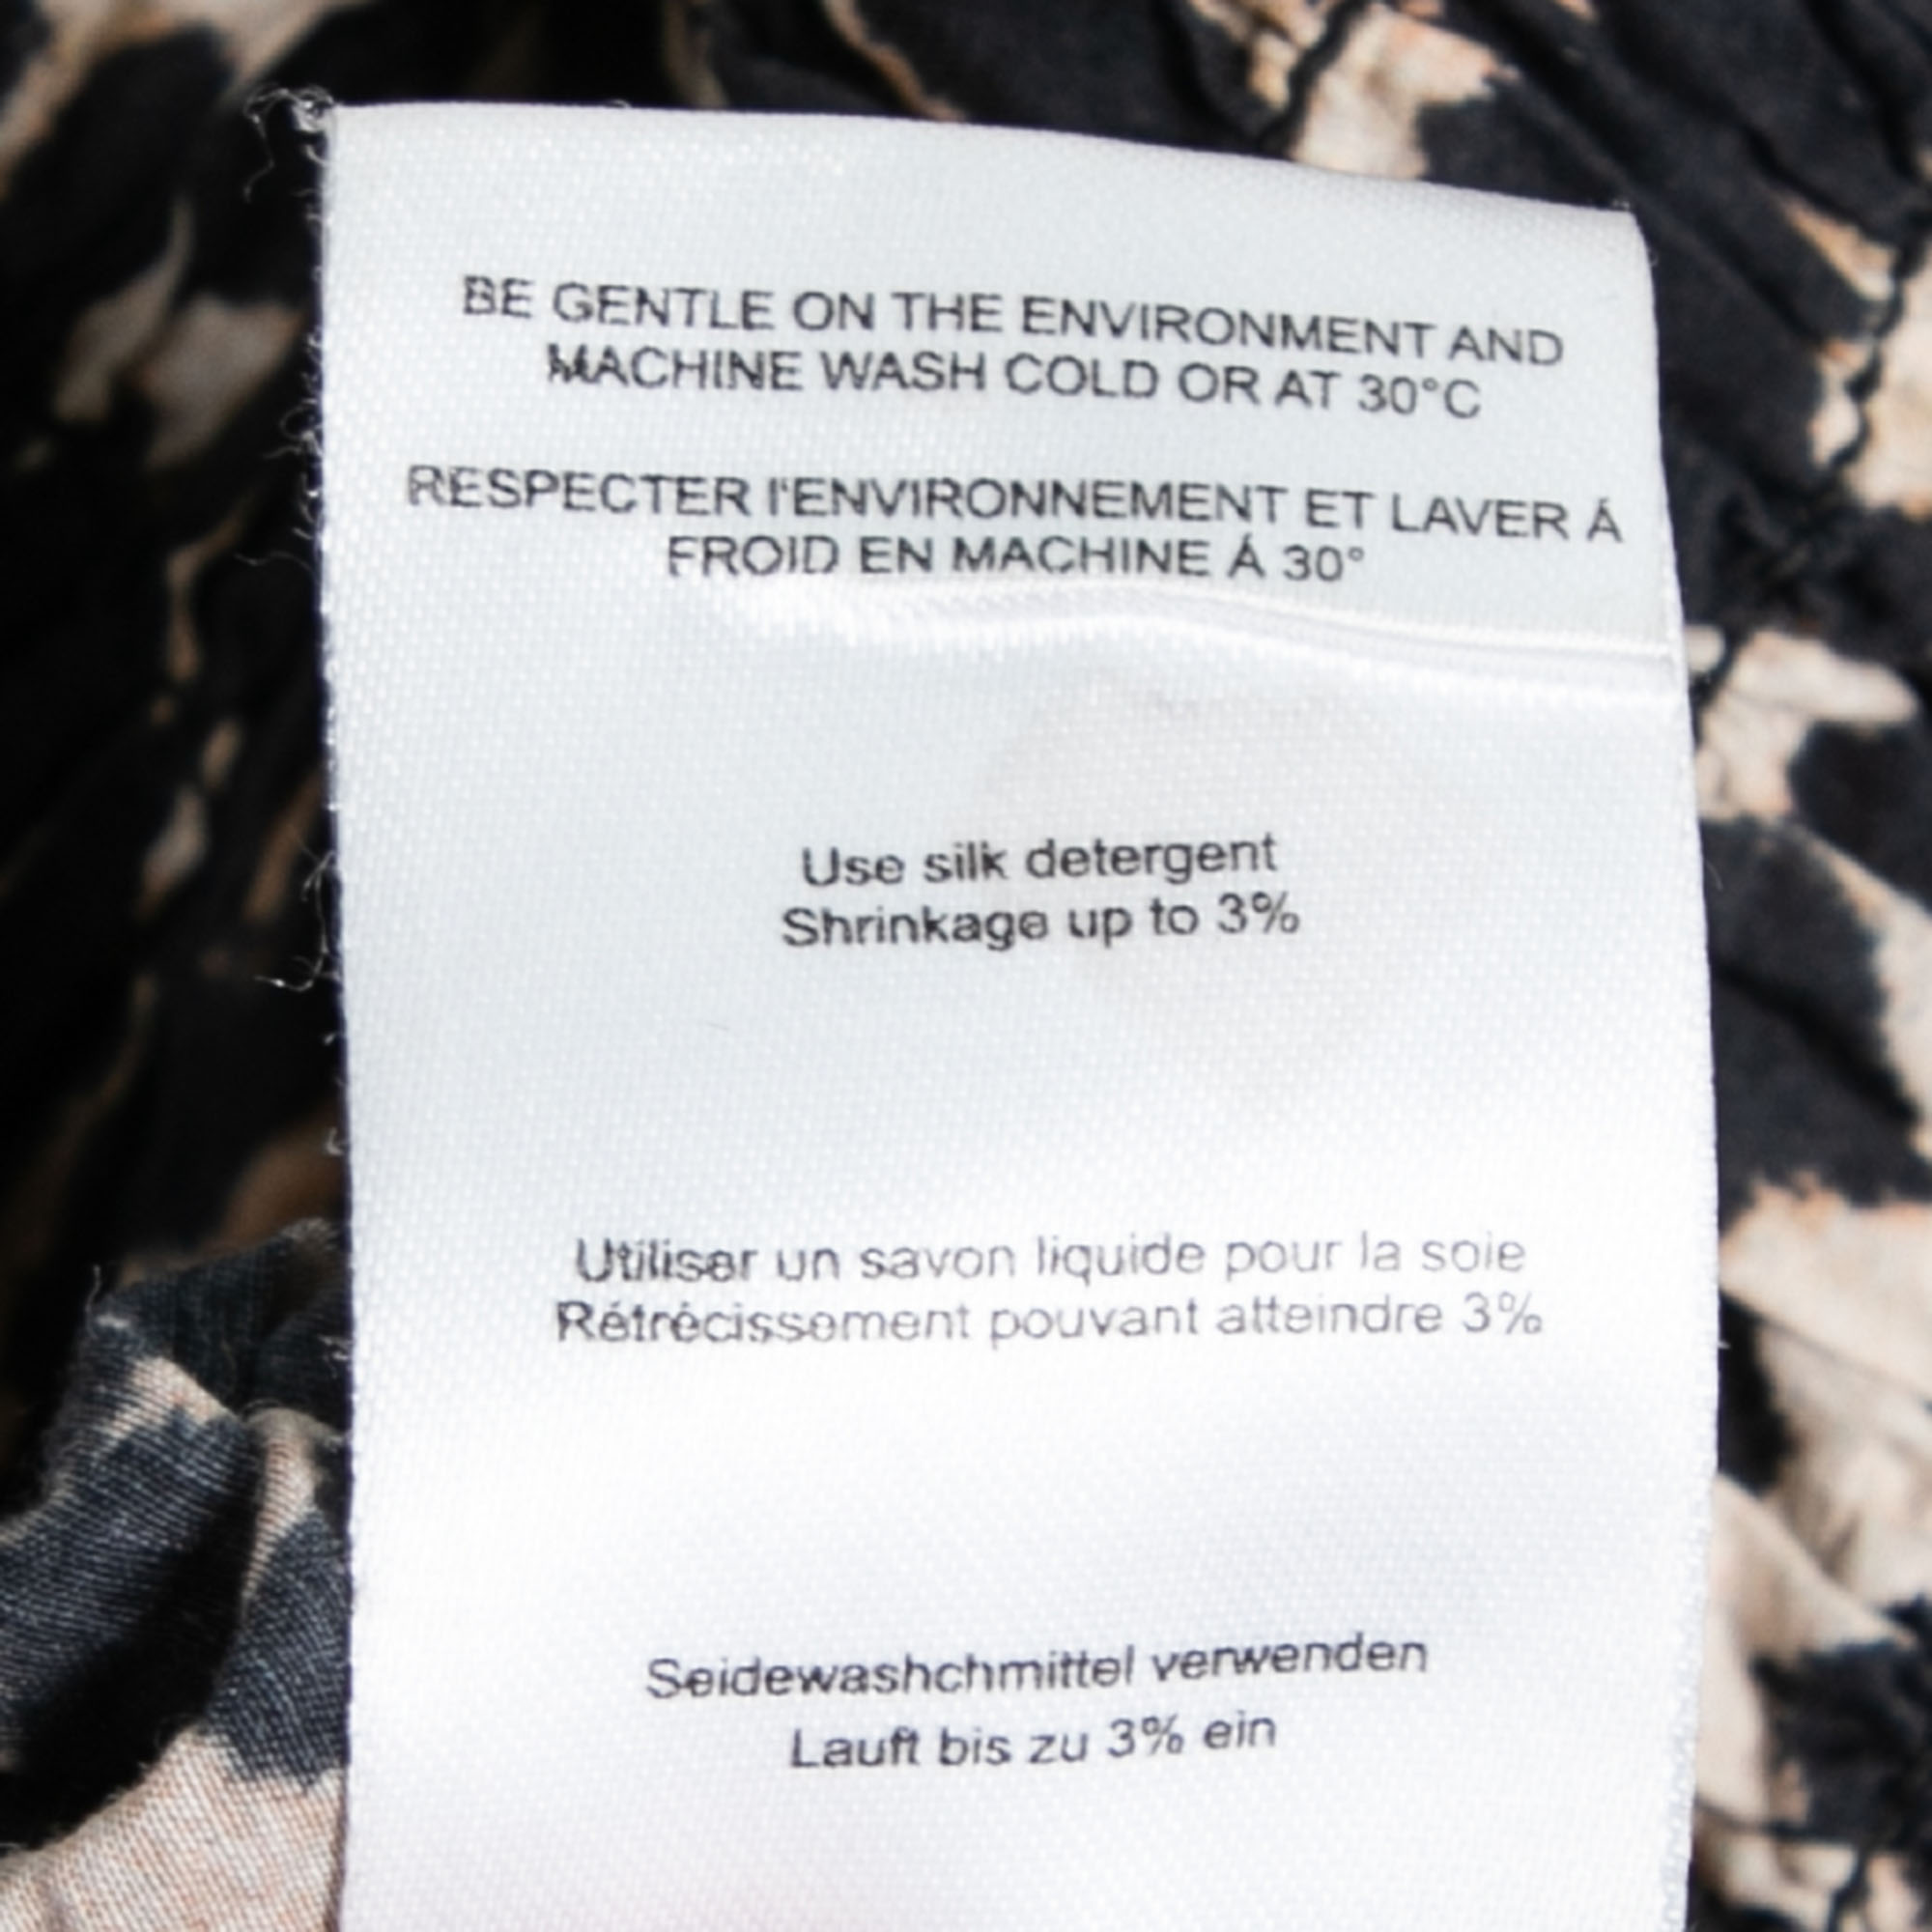 BE GENTLE ON THE ENVIRONMENT AND
MACHINE WASH COLD OR AT 30°C
RESPECTER l'ENVIRONNEMENT ET LAVER Á
FROID EN MACHINE Á 30°
Use silk detergent
Shrinkage up to 3%
Utiliser un savon liquide pour la soie
Rétrécissement pouvant atteindre 3%
Seidewashchmittel verwenden
Lauft bis zu 3% ein